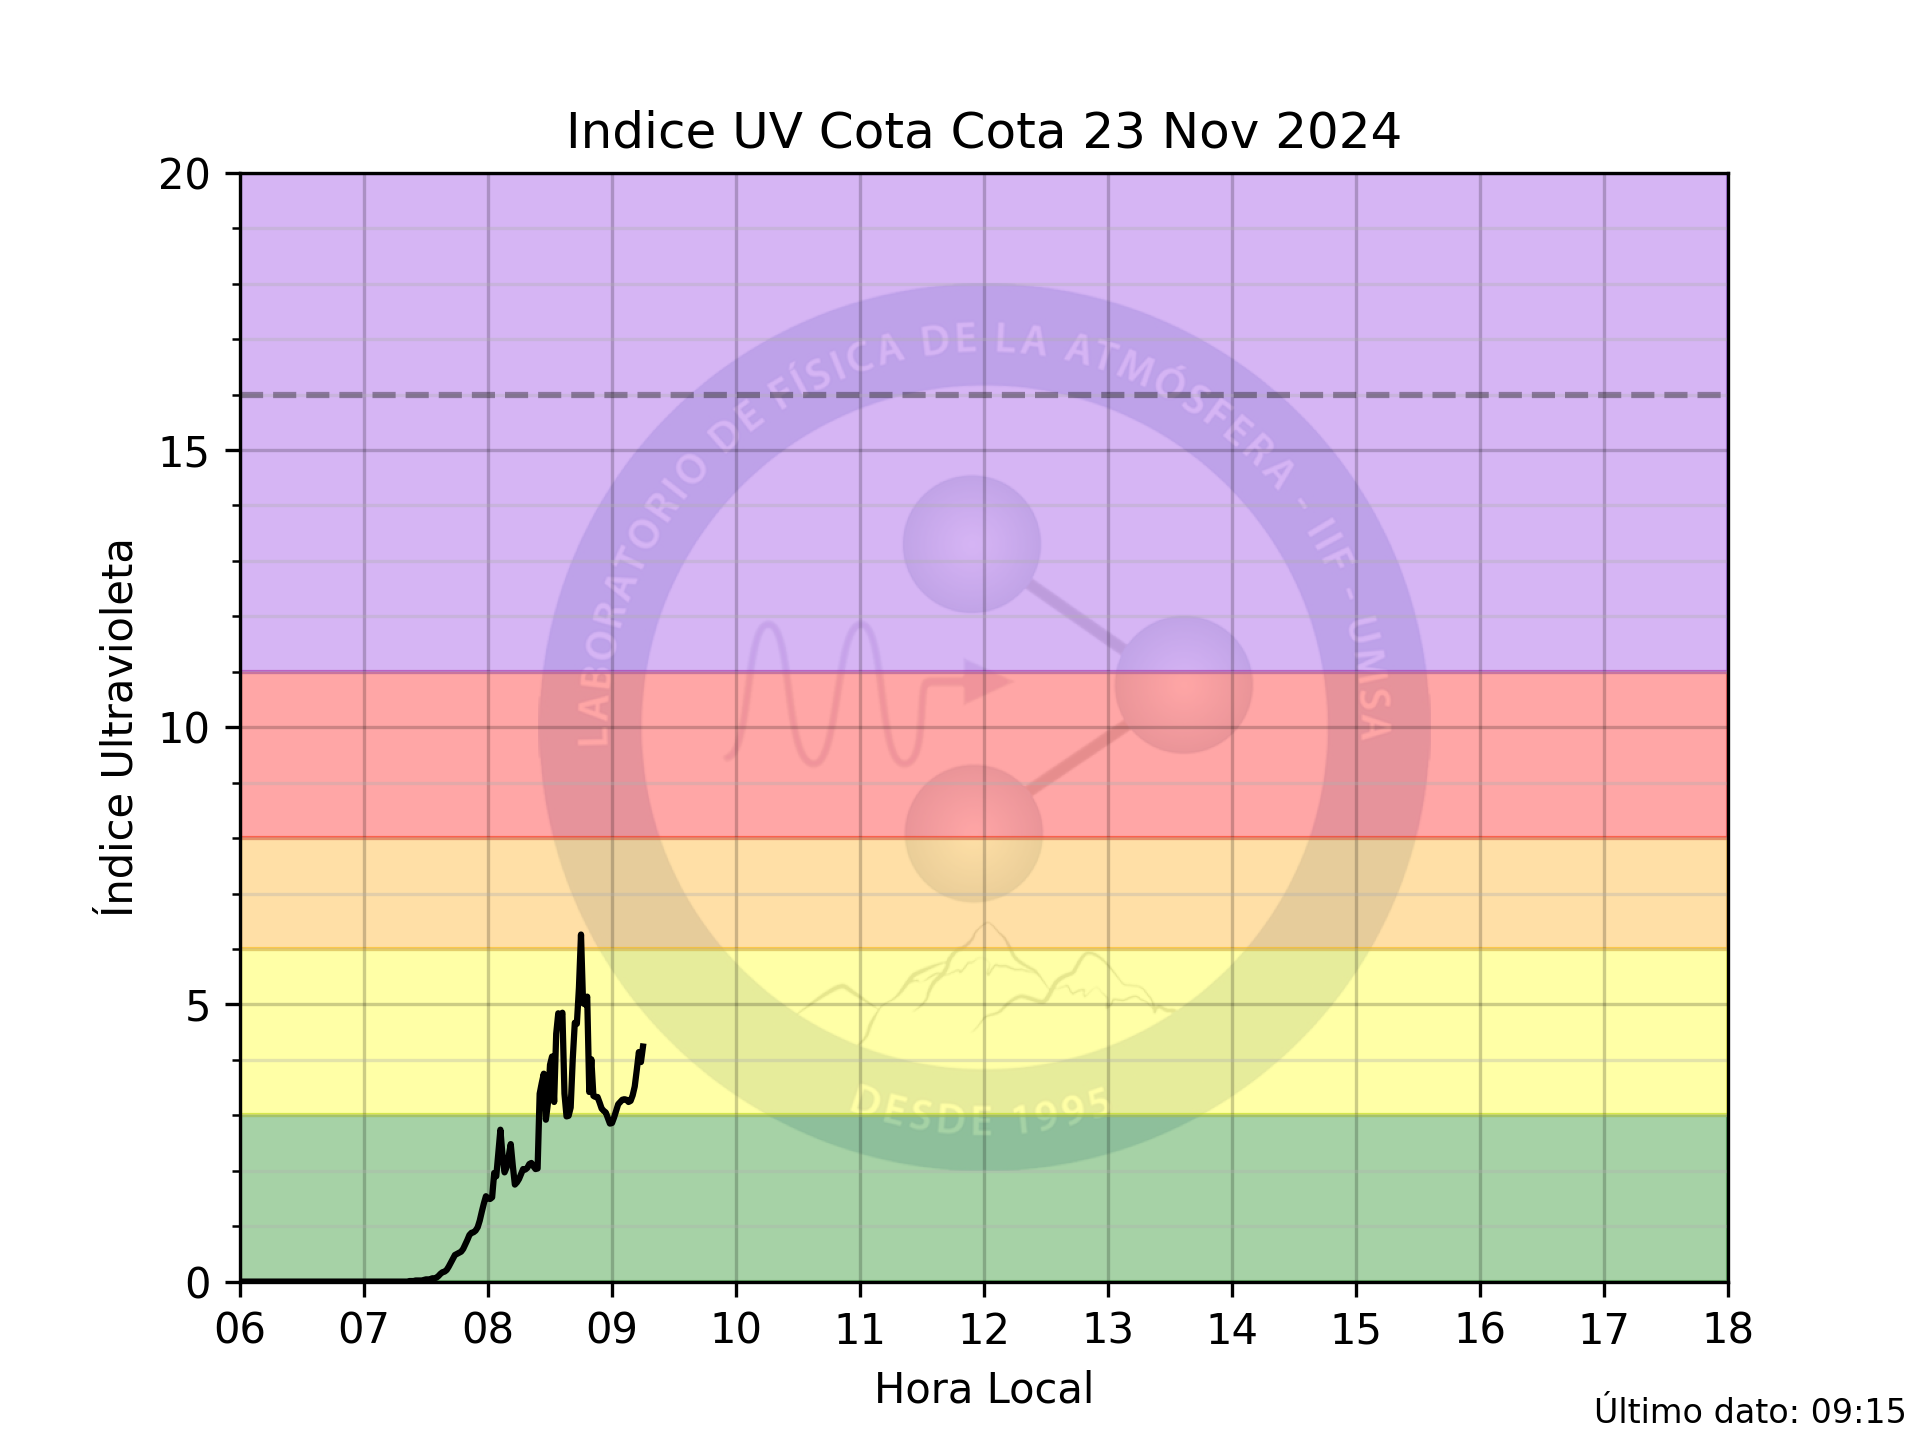 Indice UV Cota Cota 23 Nov 2024
20
15
10
5
0
Índice Ultravioleta
LABORATORIO DE FÍSICA DE LA ATMÓSFERA - IIF - UMSA
DESDE 1995
06 07 08 09 10 11 12 13 14 15 16 17 18
Hora Local
Último dato: 09:15